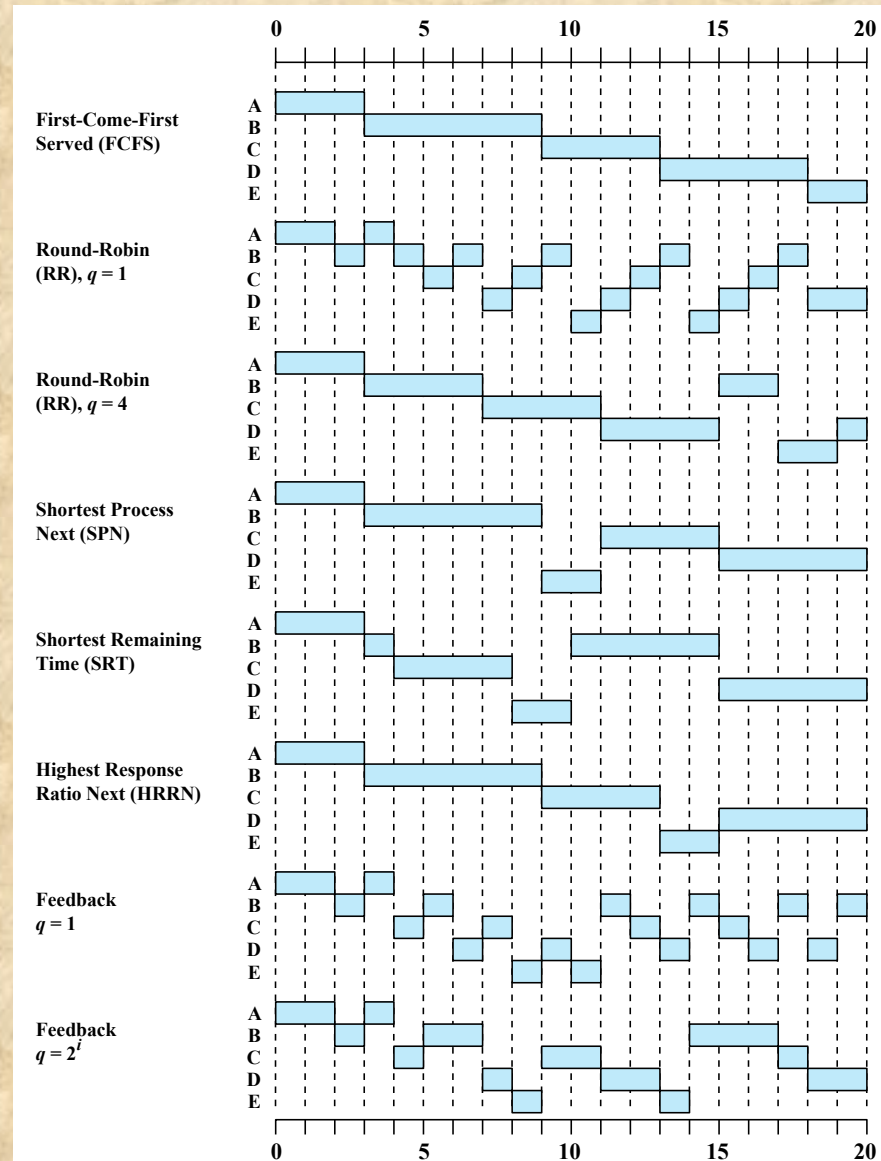 0 5 10 15 20
First-Come-First
Served (FCFS)
A
B
C
D
E
Round-Robin
(RR), q = 1
A
B
C
D
E
Round-Robin
(RR), q = 4
A
B
C
D
E
Shortest Process
Next (SPN)
A
B
C
D
E
Shortest Remaining
Time (SRT)
A
B
C
D
E
Highest Response
Ratio Next (HRRN)
A
B
C
D
E
Feedback
q = 1
A
B
C
D
E
Feedback
q = 2^i
A
B
C
D
E
0 5 10 15 20